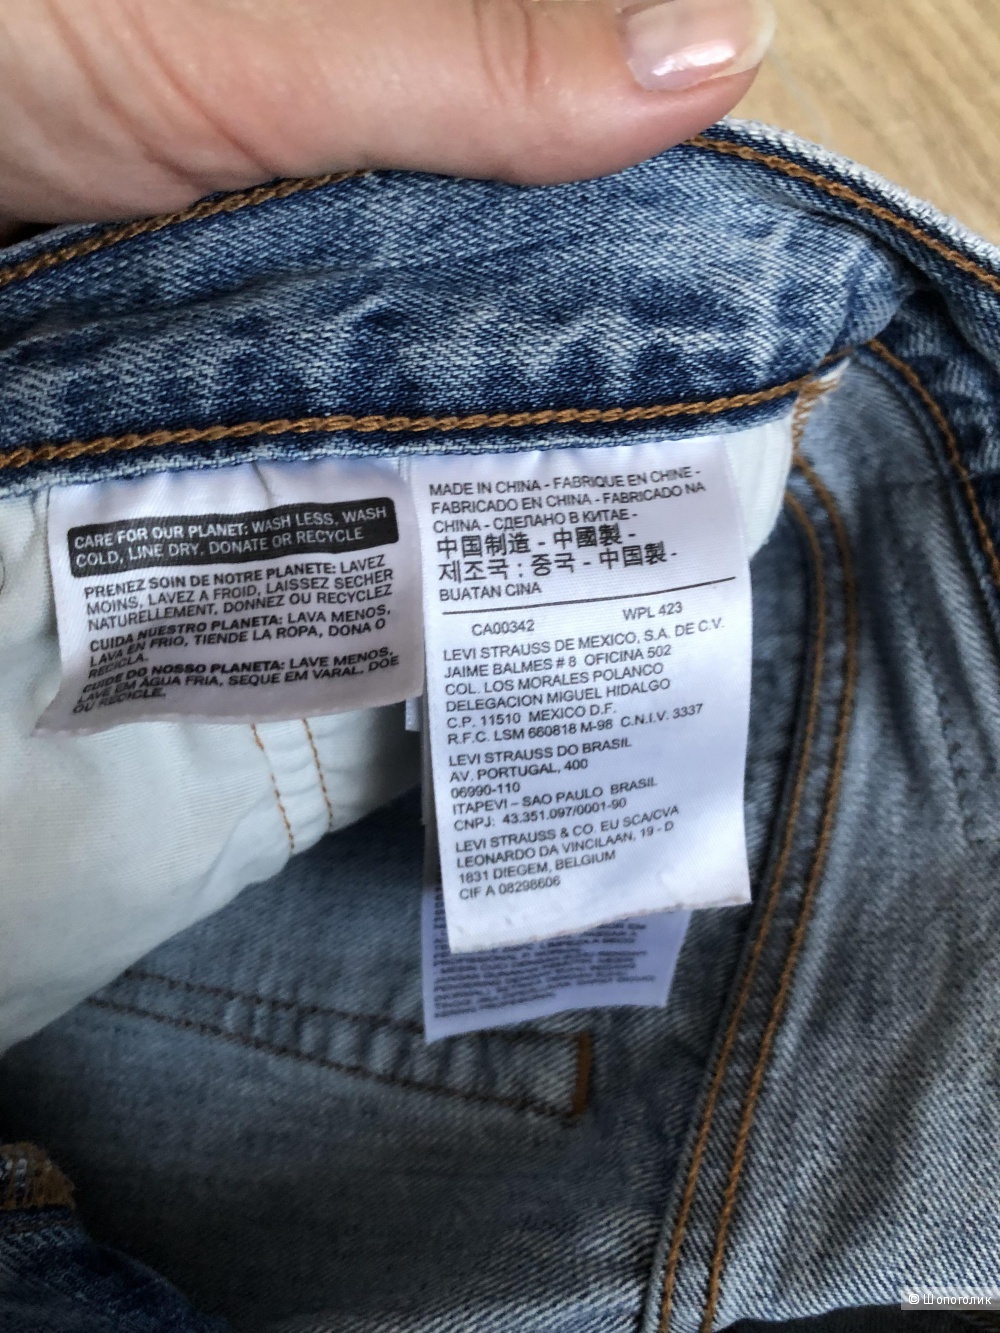 CARE FOR OUR PLANET: WASH LESS, WASH
COLD, LINE DRY, DONATE OR RECYCLE
PRENEZ SOIN DE NOTRE PLANETE: LAVEZ
MOINS, LAVEZ A FROID, LAISSEZ SECHER
NATURELLEMENT, DONNEZ OU RECYCLEZ
CUIDA NUESTRO PLANETA: LAVA MENOS,
LAVA EN FRIO, TIENDE LA ROPA, DONA O
RECICLA.
CUIDE DO NOSSO PLANETA: LAVE MENOS,
LAVE EM ÁGUA FRIA, SEQUE EM VARAL, DOE
OU RECICLE.
MADE IN CHINA - FABRIQUE EN CHINE -
FABRICADO EN CHINA - FABRICADO NA
CHINA - СДЕЛАНО В КИТАЕ -
中国制造 - 中國製 -
제조국 : 중국 - 中国製 -
BUATAN CINA
CA00342 WPL 423
LEVI STRAUSS DE MEXICO, S.A. DE C.V.
JAIME BALMES # 8 OFICINA 502
COL. LOS MORALES POLANCO
DELEGACION MIGUEL HIDALGO
C.P. 11510 MEXICO D.F.
R.F.C. LSM 660818 M-98 C.N.I.V. 3337
LEVI STRAUSS DO BRASIL
AV. PORTUGAL, 400
06990-110
ITAPEVI – SAO PAULO BRASIL
CNPJ: 43.351.097/0001-90
LEVI STRAUSS & CO. EU SCA/CVA
LEONARDO DA VINCILAAN, 19 - D
1831 DIEGEM, BELGIUM
CIF A 08298606
© Шопоголик